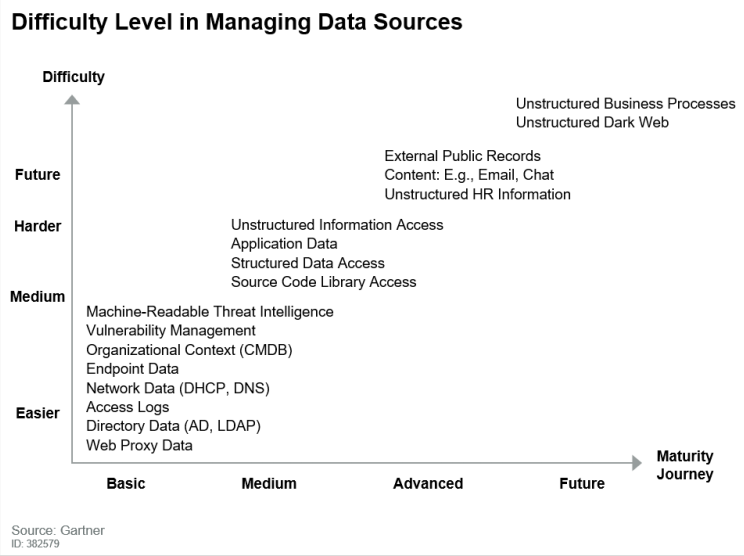 Difficulty Level in Managing Data Sources
Difficulty
Unstructured Business Processes
Unstructured Dark Web
External Public Records
Future
Content: E.g., Email, Chat
Unstructured HR Information
Harder
Unstructured Information Access
Application Data
Structured Data Access
Source Code Library Access
Medium
Machine-Readable Threat Intelligence
Vulnerability Management
Organizational Context (CMDB)
Endpoint Data
Network Data (DHCP, DNS)
Easier
Access Logs
Directory Data (AD, LDAP)
Web Proxy Data
Maturity
Journey
Basic
Medium
Advanced
Future
Source: Gartner
ID: 382579